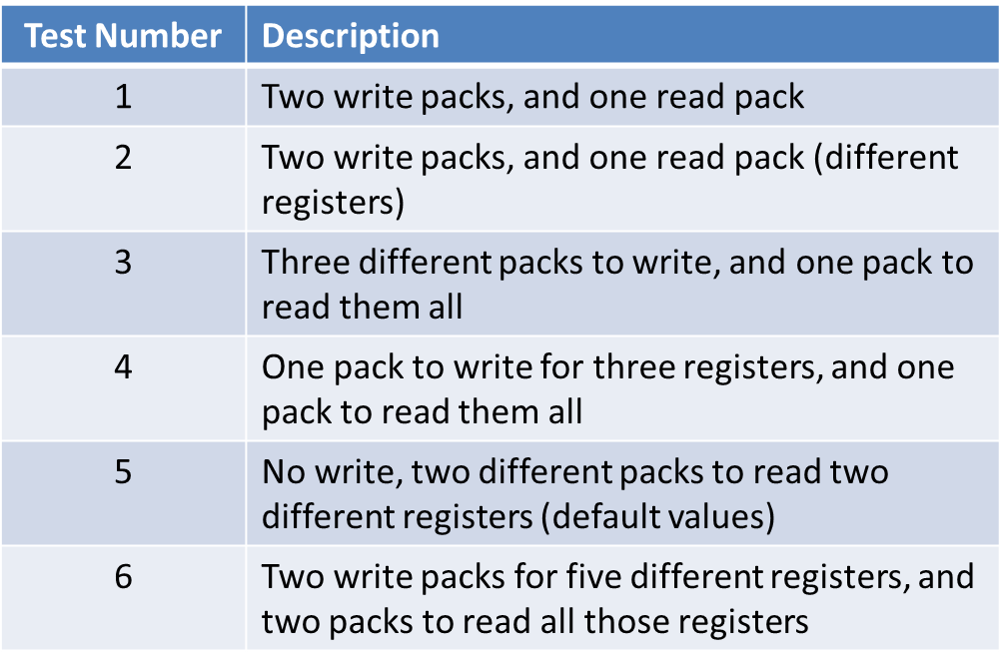 Test Number Description
1 Two write packs, and one read pack
2 Two write packs, and one read pack (different
registers)
3 Three different packs to write, and one pack to
read them all
4 One pack to write for three registers, and one
pack to read them all
5 No write, two different packs to read two
different registers (default values)
6 Two write packs for five different registers, and
two packs to read all those registers